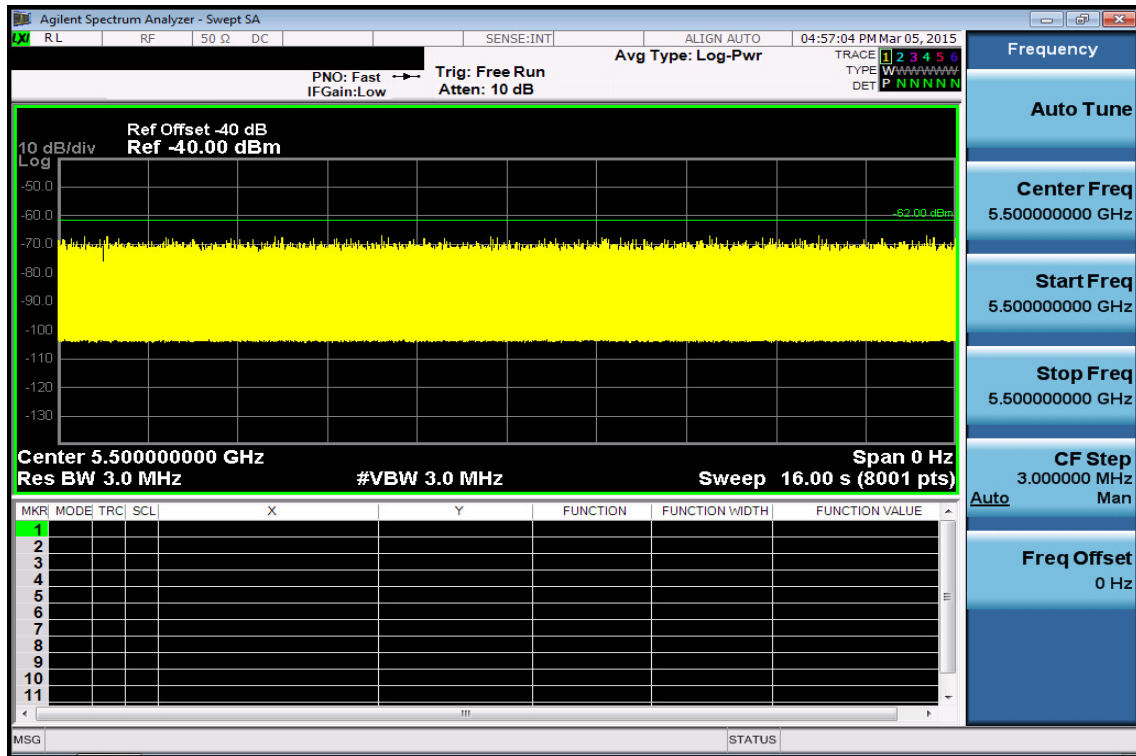 Agilent Spectrum Analyzer - Swept SA
LXI RL RF 50 Ω DC SENSE:INT ALIGN AUTO 04:57:04 PM Mar 05, 2015
Frequency
Avg Type: Log-Pwr
TRACE 1 2 3 4 5 6
PNO: Fast Trig: Free Run
TYPE WWWWWW
IFGain:Low Atten: 10 dB
DET P N N N N N
Auto Tune
Ref Offset -40 dB
10 dB/div Ref -40.00 dBm
Log
-50.0
-60.0
-62.00 dBm
-70.0
-80.0
-90.0
-100
-110
-120
-130
Center Freq
5.500000000 GHz
Start Freq
5.500000000 GHz
Stop Freq
5.500000000 GHz
Center 5.500000000 GHz Span 0 Hz
Res BW 3.0 MHz #VBW 3.0 MHz Sweep 16.00 s (8001 pts)
CF Step
3.000000 MHz
Auto Man
MKR MODE TRC SCL X Y FUNCTION FUNCTION WIDTH FUNCTION VALUE
1
2
3
4
5
6
7
8
9
10
11
Freq Offset
0 Hz
MSG STATUS